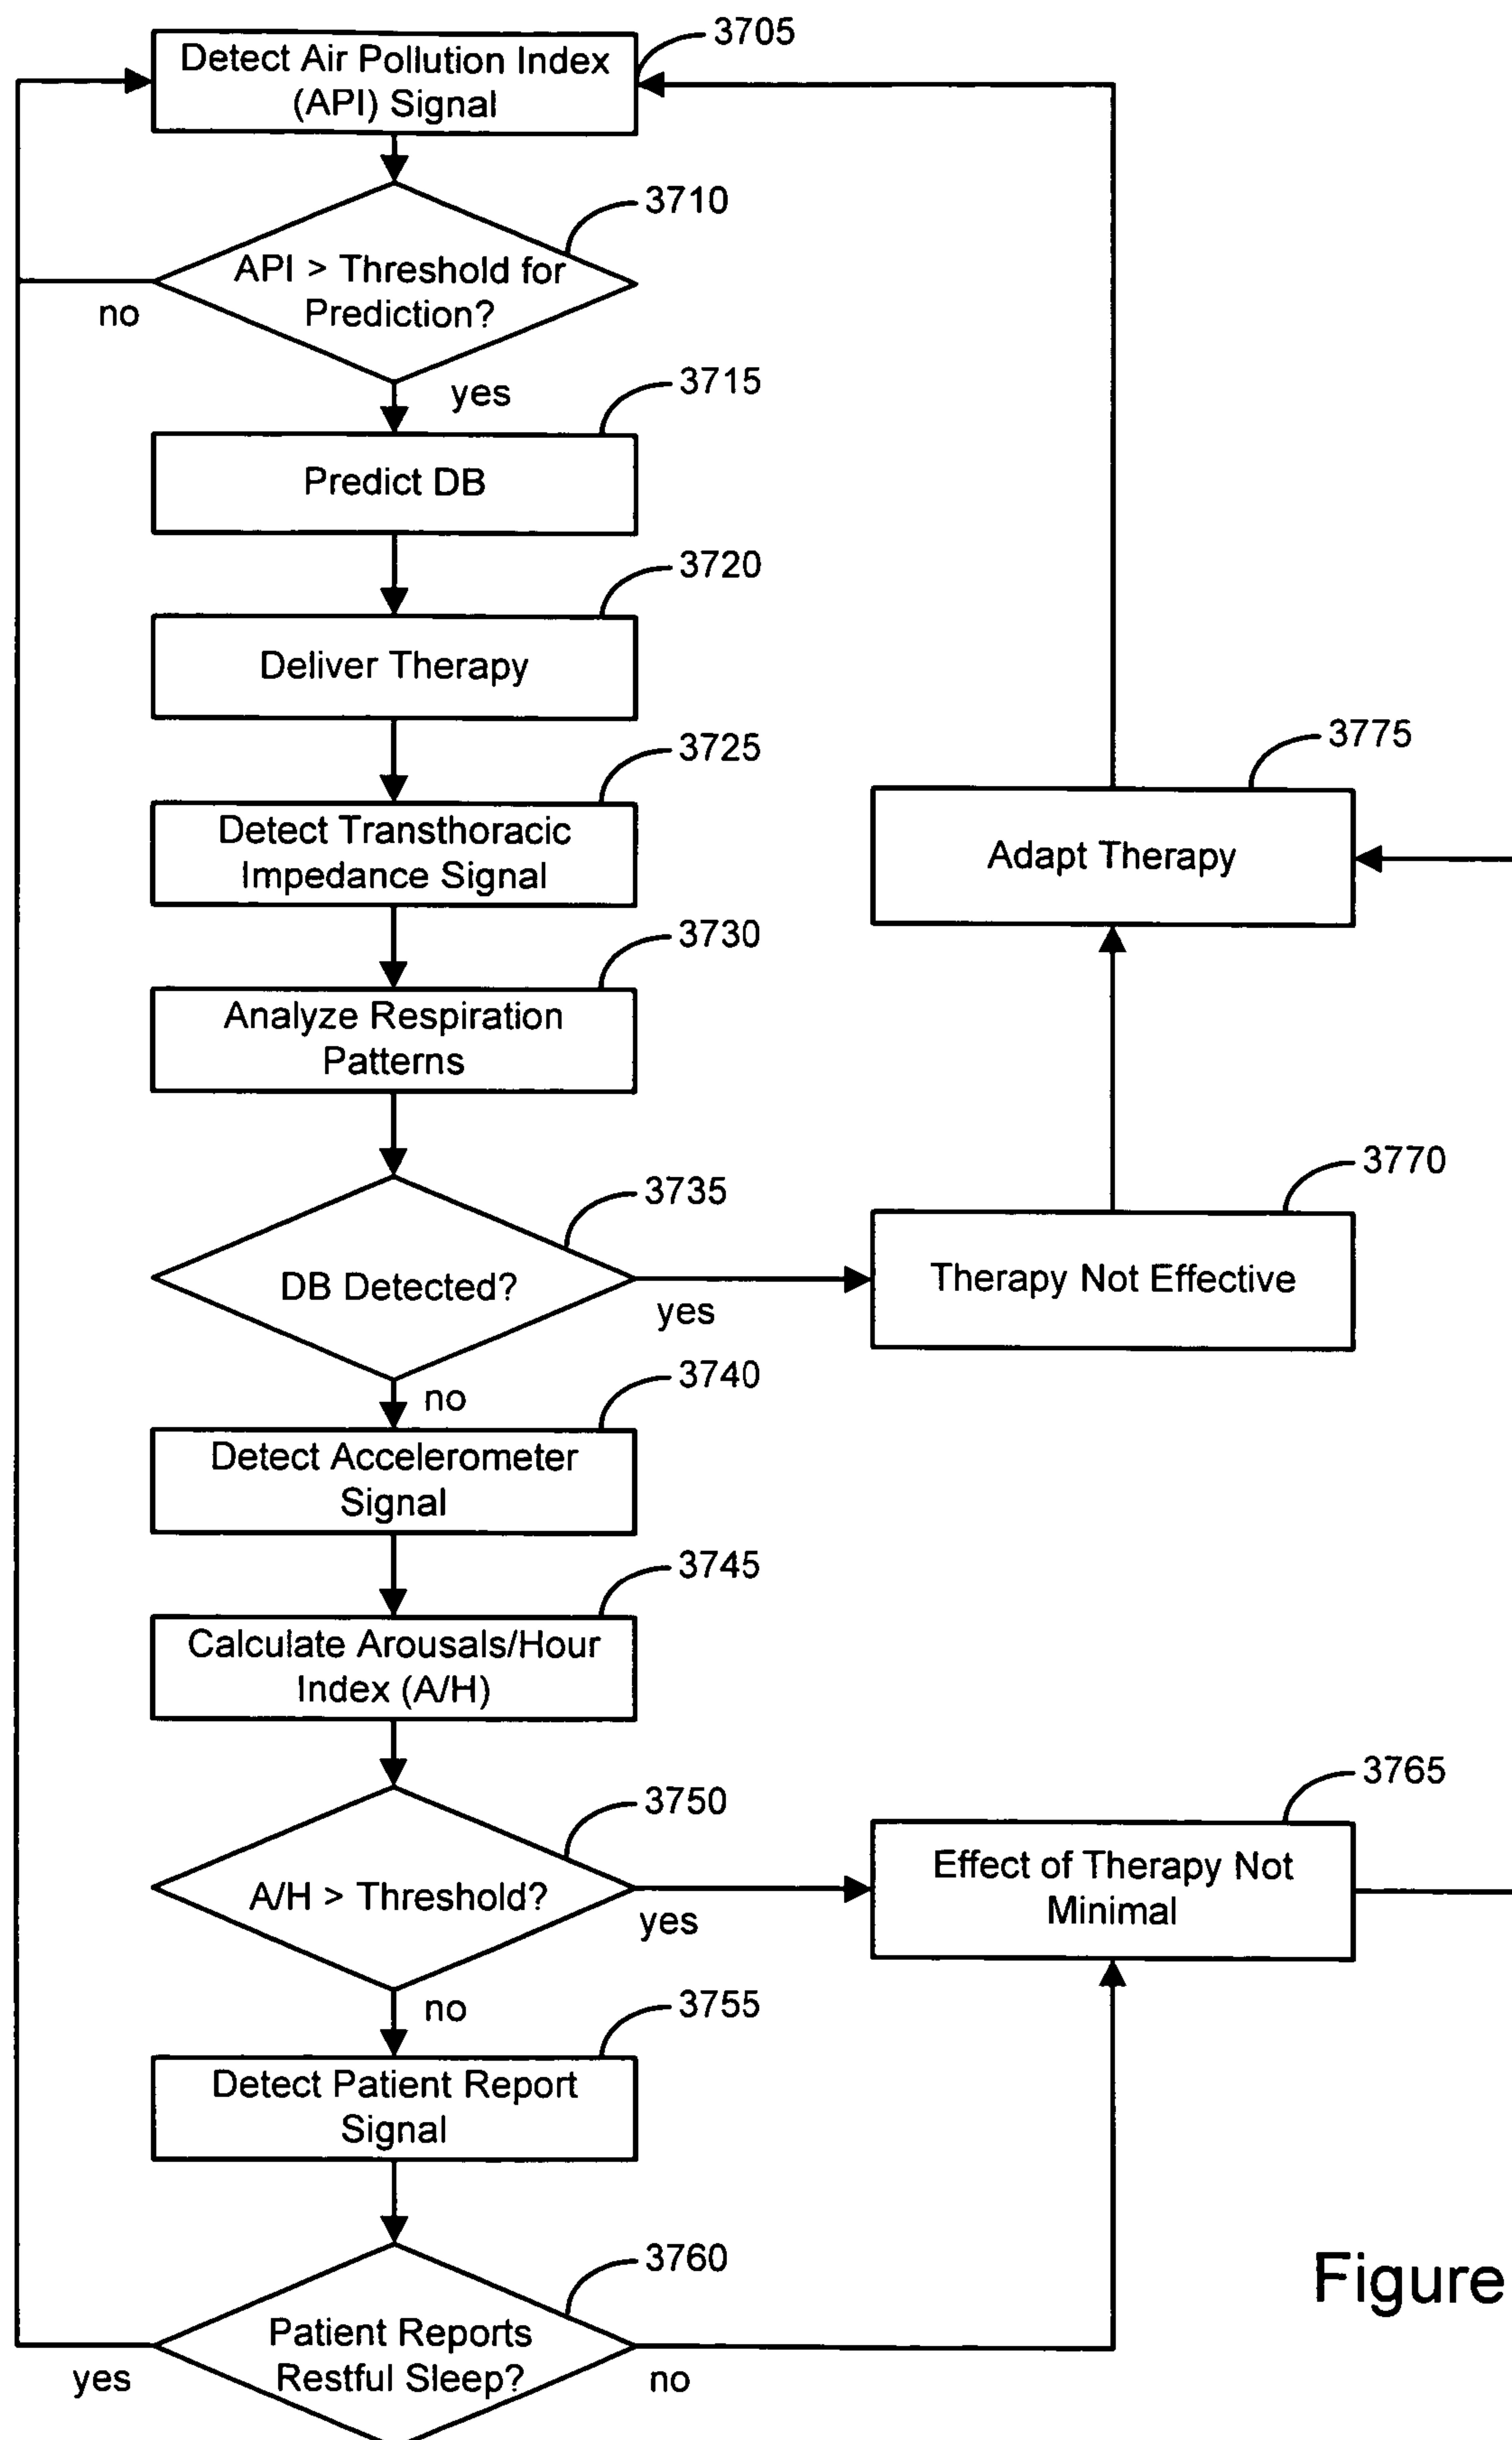 3705
Detect Air Pollution Index
(API) Signal
3710
API > Threshold for
Prediction?
no
yes
3715
Predict DB
3720
Deliver Therapy
3725
Detect Transthoracic
Impedance Signal
3775
Adapt Therapy
3730
Analyze Respiration
Patterns
3735
DB Detected?
yes
3770
Therapy Not Effective
no
3740
Detect Accelerometer
Signal
3745
Calculate Arousals/Hour
Index (A/H)
3750
A/H > Threshold?
yes
3765
Effect of Therapy Not
Minimal
no
3755
Detect Patient Report
Signal
3760
Patient Reports
Restful Sleep?
yes
no
Figure